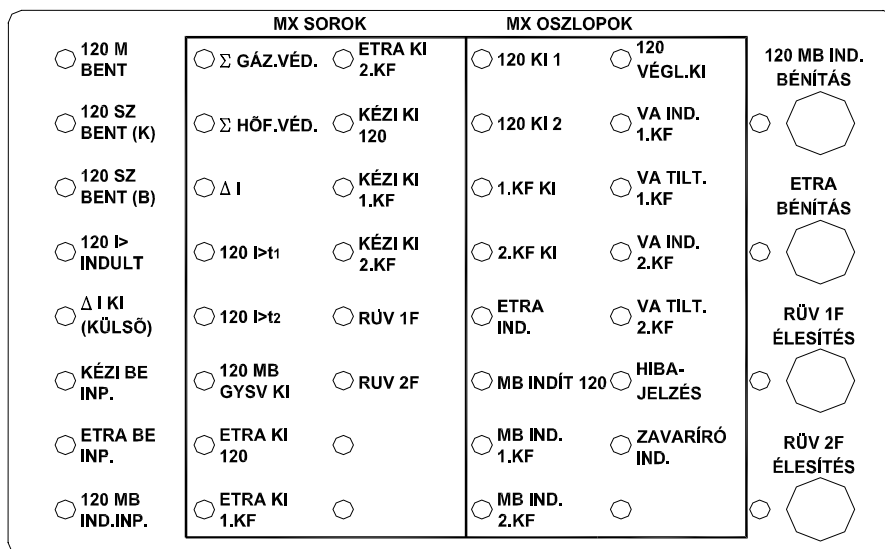 MX SOROK
MX OSZLOPOK
120 M
BENT
120 SZ
BENT (K)
120 SZ
BENT (B)
120 I>
INDULT
Δ I KI
(KÜLSÕ)
KÉZI BE
INP.
ETRA BE
INP.
120 MB
IND.INP.
Σ GÁZ.VÉD.
Σ HÕF.VÉD.
Δ I
120 I>t1
120 I>t2
120 MB
GYSV KI
ETRA KI
120
ETRA KI
1.KF
ETRA KI
2.KF
KÉZI KI
120
KÉZI KI
1.KF
KÉZI KI
2.KF
RÜV 1F
RUV 2F
120 KI 1
120 KI 2
1.KF KI
2.KF KI
ETRA
IND.
MB INDÍT 120
MB IND.
1.KF
MB IND.
2.KF
120
VÉGL.KI
VA IND.
1.KF
VA TILT.
1.KF
VA IND.
2.KF
VA TILT.
2.KF
HIBA-
JELZÉS
ZAVARÍRÓ
IND.
120 MB IND.
BÉNÍTÁS
ETRA
BÉNÍTÁS
RÜV 1F
ÉLESÍTÉS
RÜV 2F
ÉLESÍTÉS